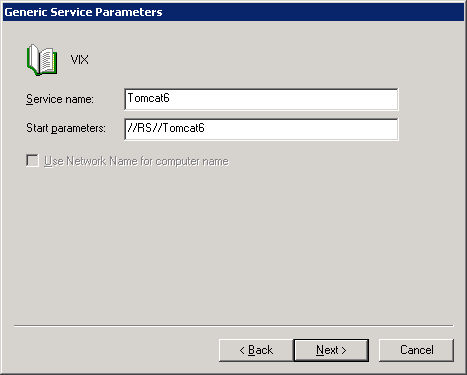 Generic Service Parameters
VIX
Service name: Tomcat6
Start parameters: //RS//Tomcat6
Use Network Name for computer name
< Back Next > Cancel